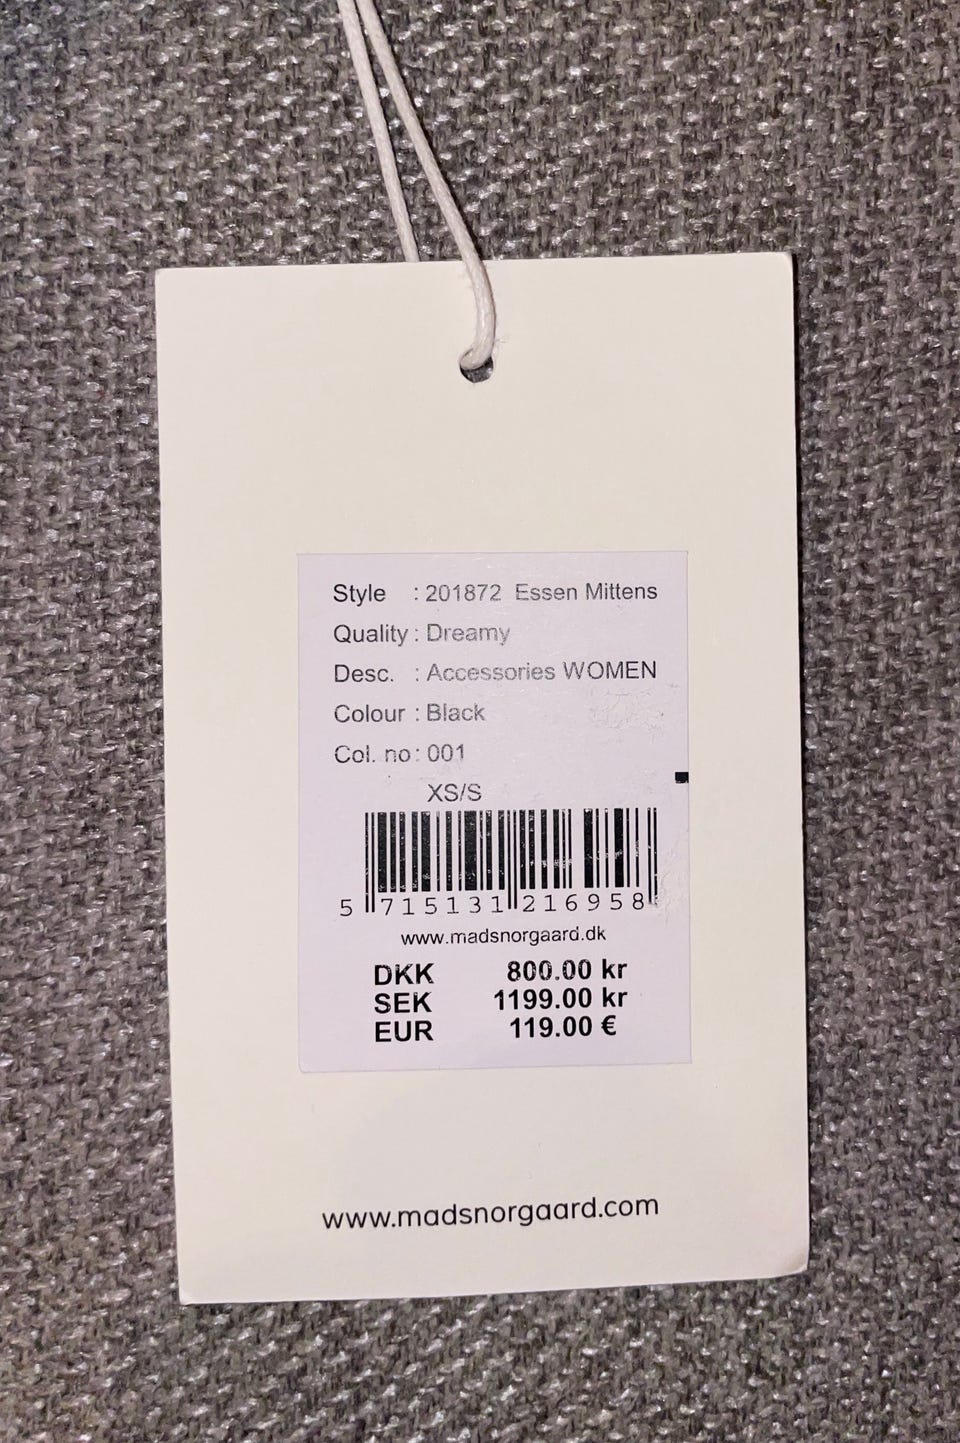 Style : 201872 Essen Mittens
Quality : Dreamy
Desc. : Accessories WOMEN
Colour : Black
Col. no : 001
XS/S
5 715131 216958
www.madsnorgaard.dk
DKK 800.00 kr
SEK 1199.00 kr
EUR 119.00 €
www.madsnorgaard.com